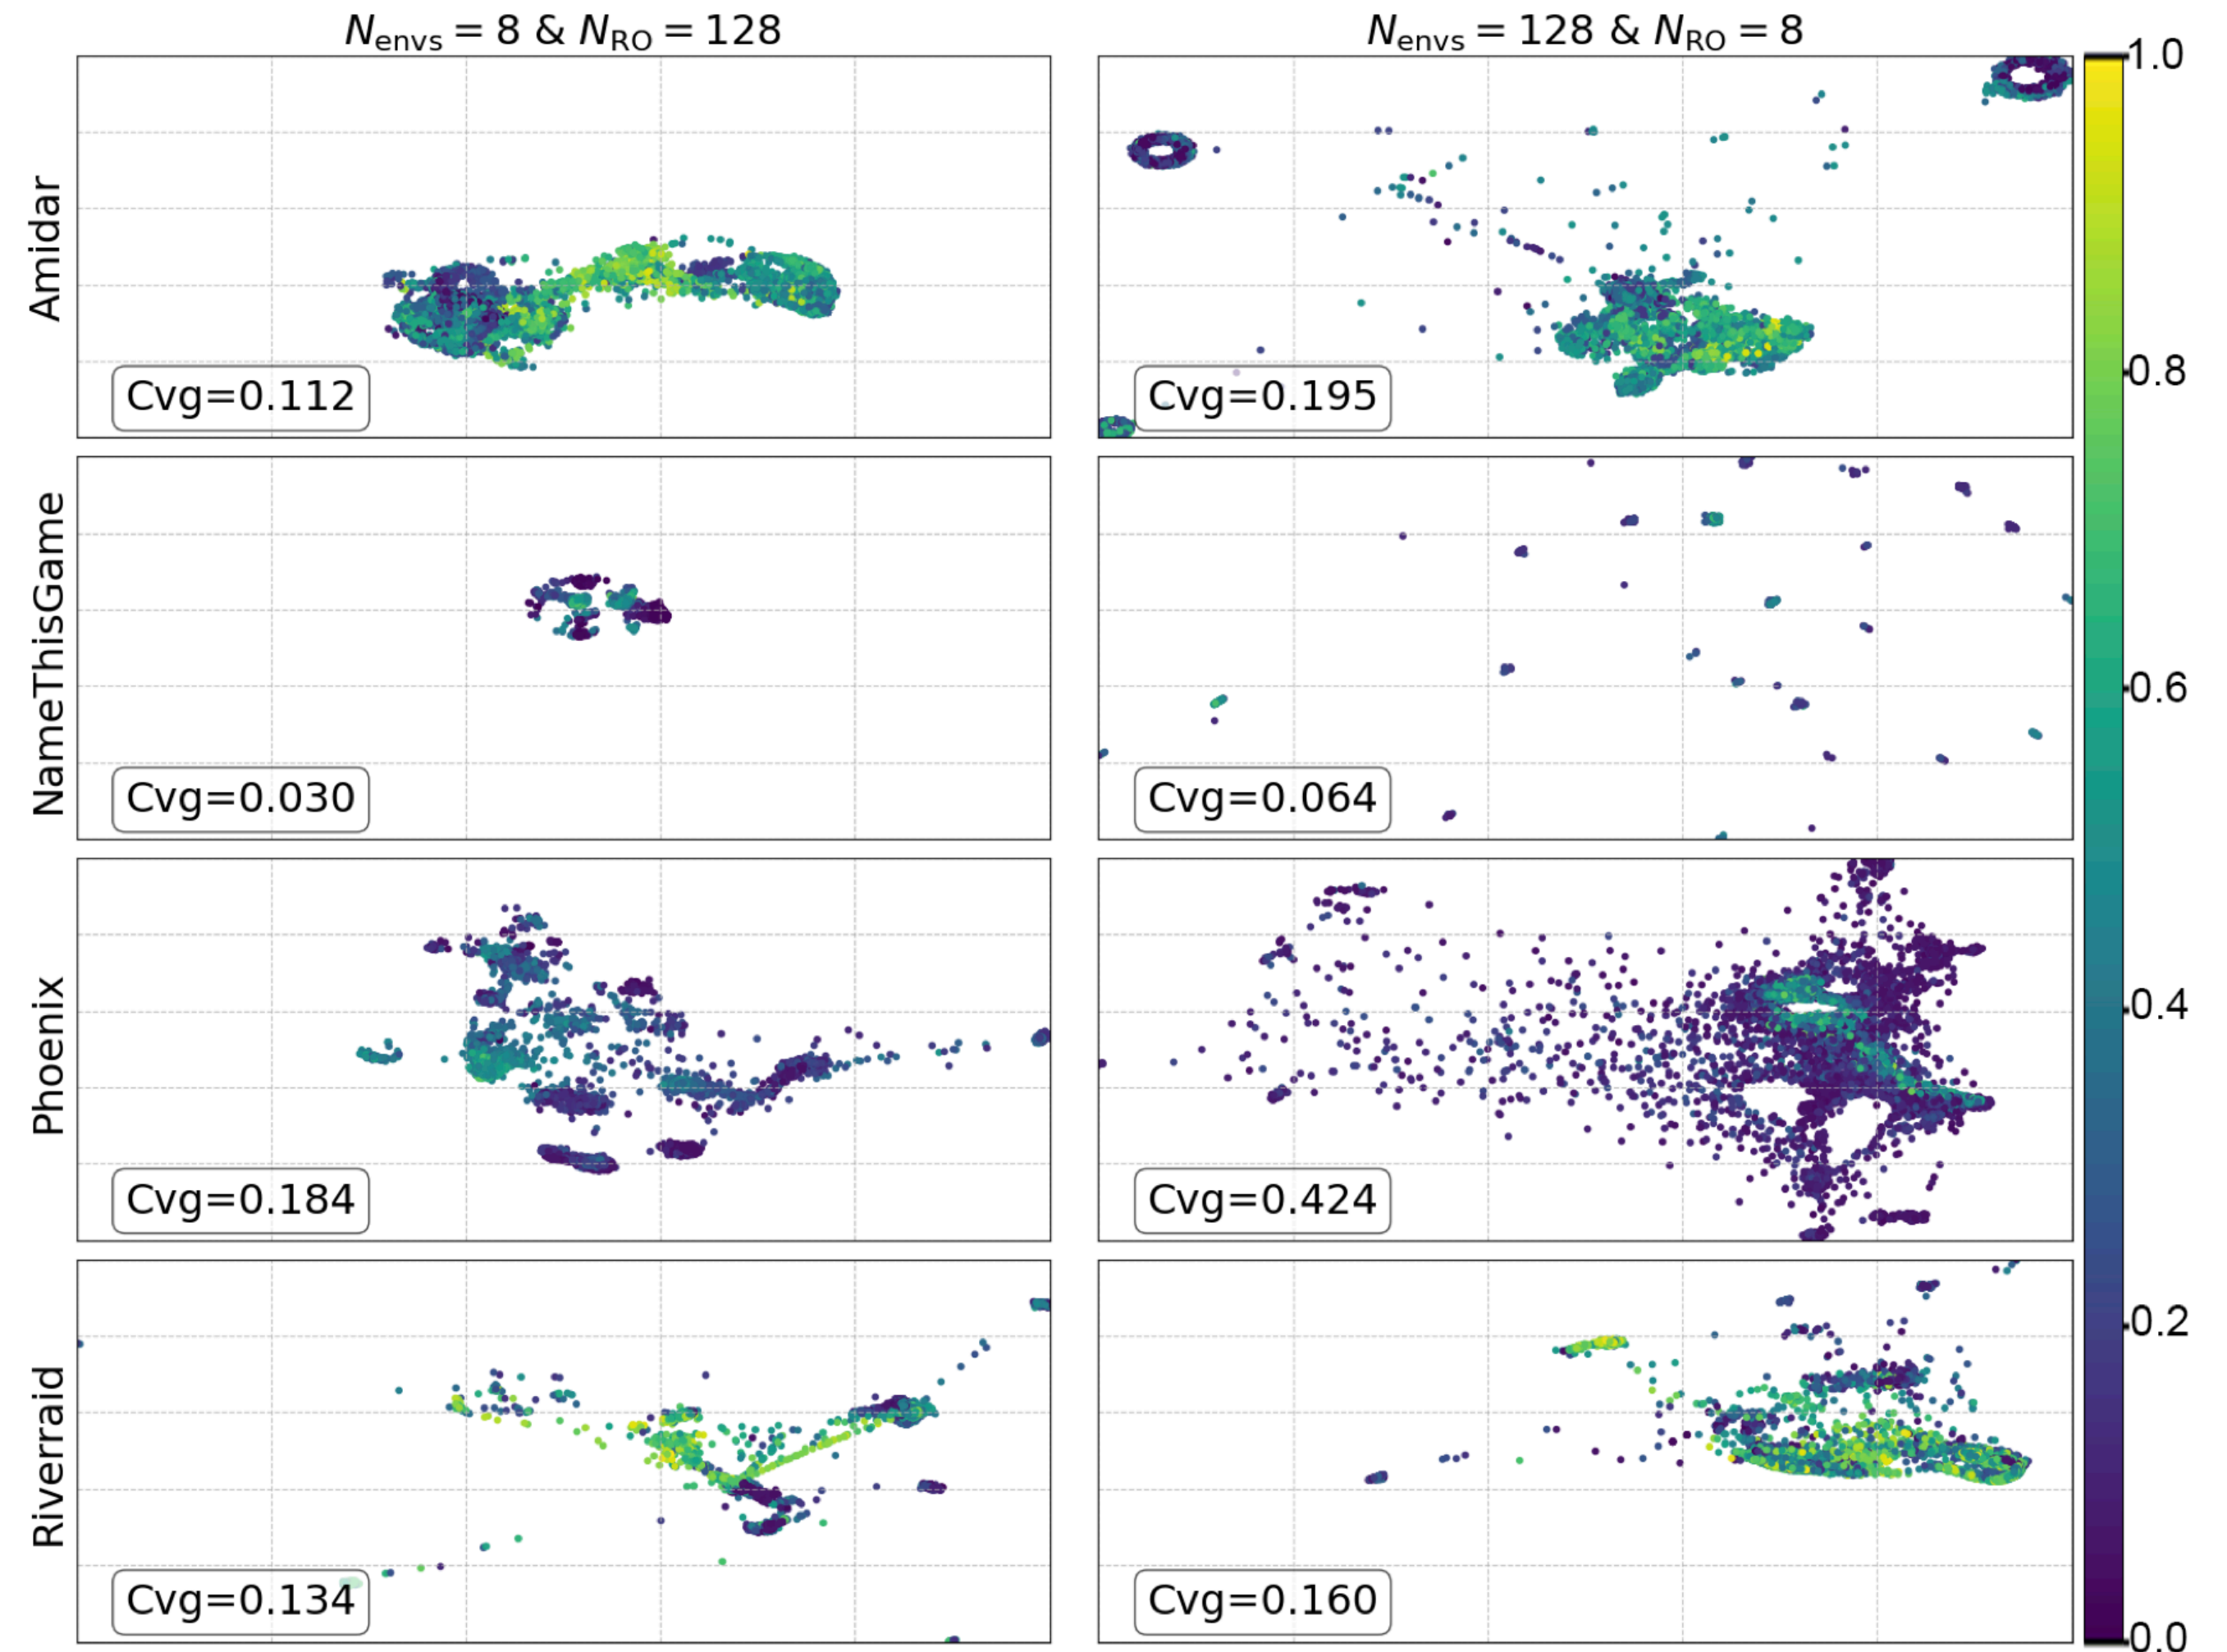 N_envs = 8 & N_RO = 128
N_envs = 128 & N_RO = 8
Amidar
Cvg=0.112
Cvg=0.195
NameThisGame
Cvg=0.030
Cvg=0.064
Phoenix
Cvg=0.184
Cvg=0.424
Riverraid
Cvg=0.134
Cvg=0.160
1.0
0.8
0.6
0.4
0.2
0.0